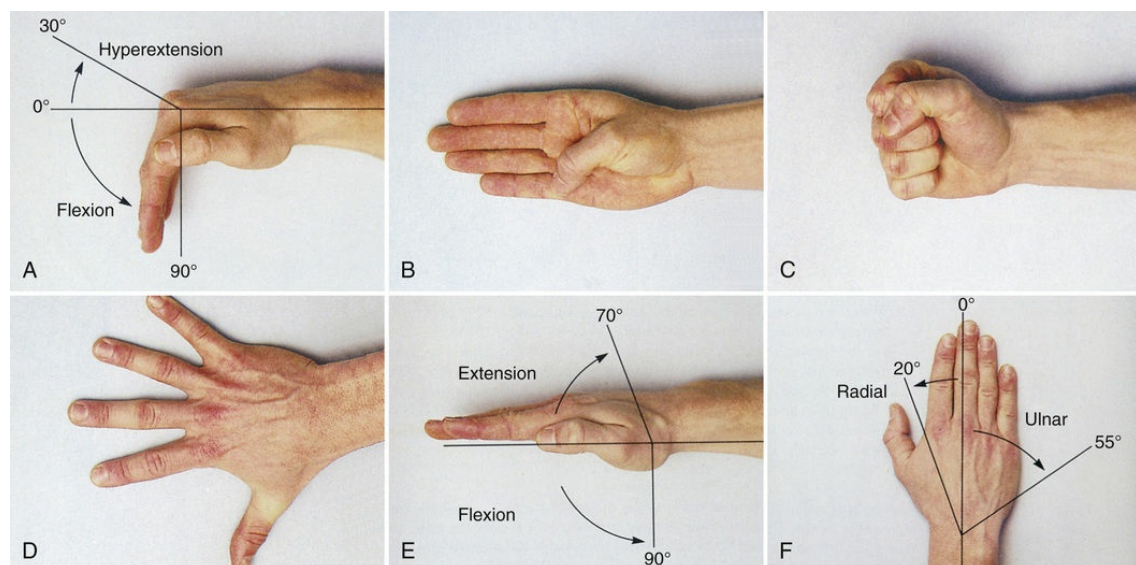 30°
Hyperextension
0°
Flexion
90°
A
B
C
D
70°
Extension
Flexion
90°
E
0°
20°
Radial
Ulnar
55°
F